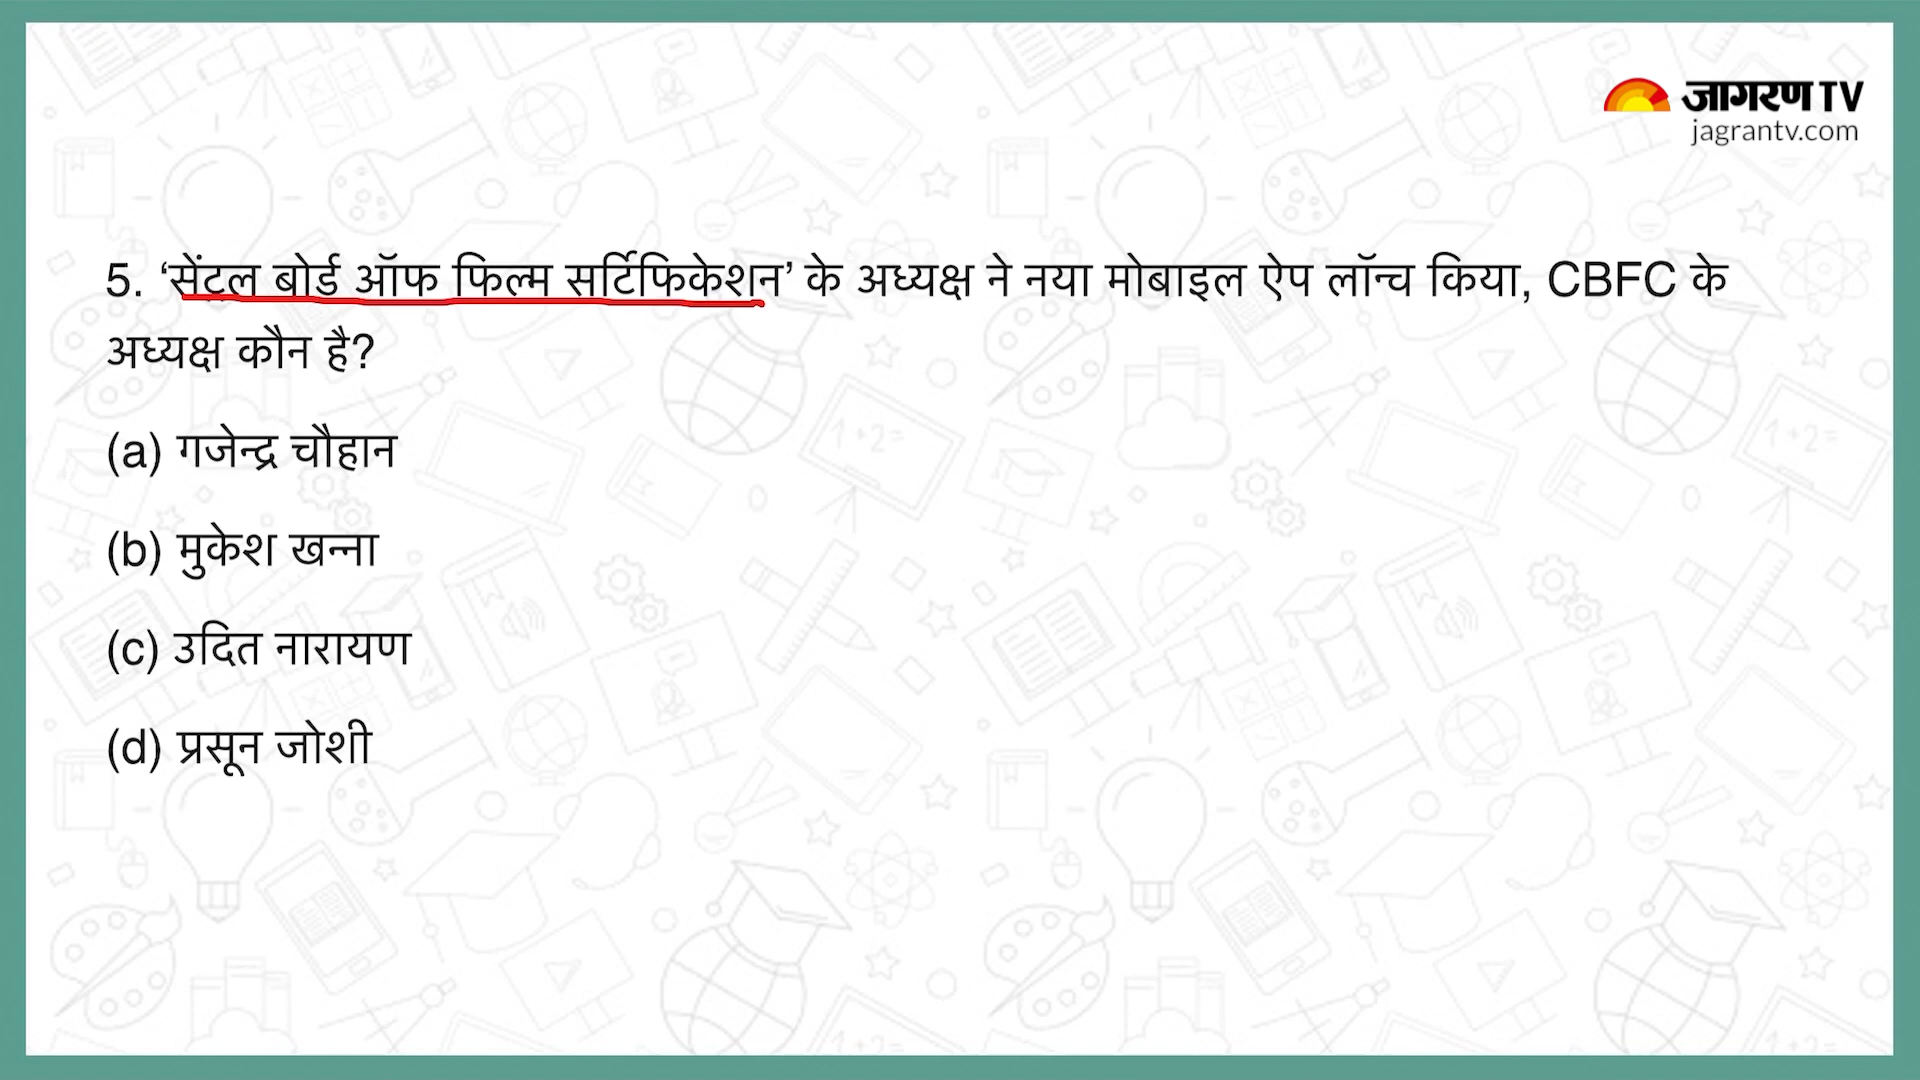 जागरण TV
jagrantv.com
5. ‘सेंट्रल बोर्ड ऑफ फिल्म सर्टिफिकेशन’ के अध्यक्ष ने नया मोबाइल ऐप लॉन्च किया, CBFC के
अध्यक्ष कौन है?
(a) गजेन्द्र चौहान
(b) मुकेश खन्ना
(c) उदित नारायण
(d) प्रसून जोशी